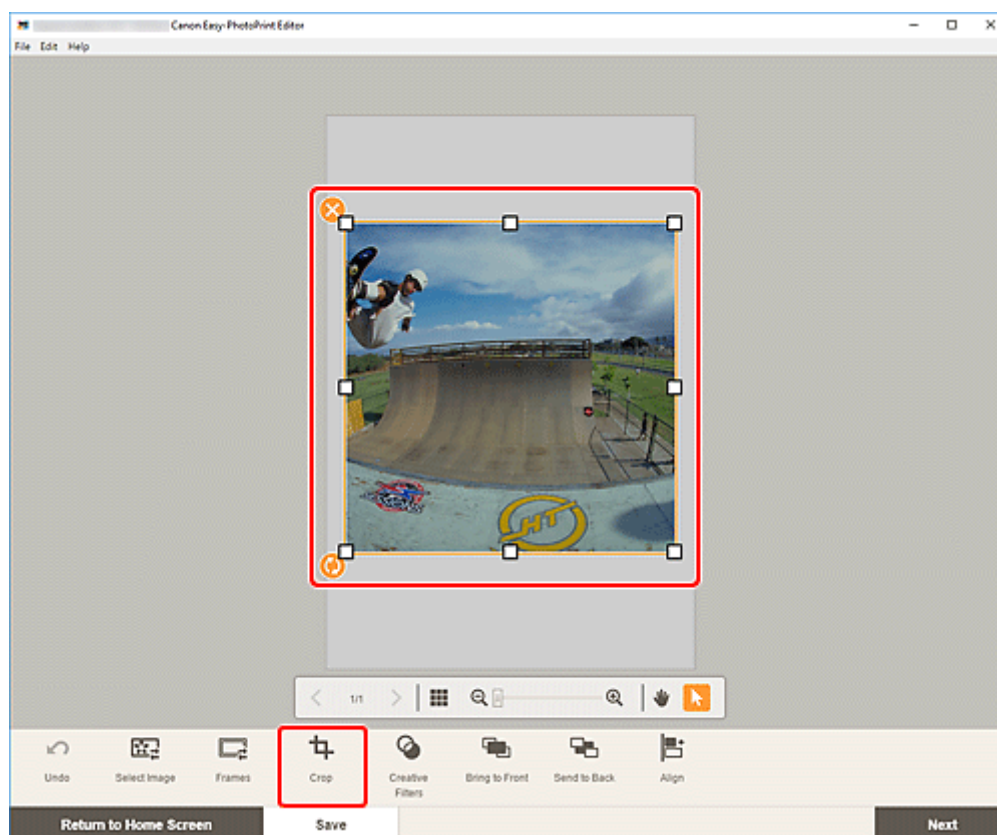 Canon Easy-PhotoPrint Editor
File Edit Help
HT
1/1
Undo
Select Image
Frames
Crop
Creative Filters
Bring to Front
Send to Back
Align
Return to Home Screen
Save
Next